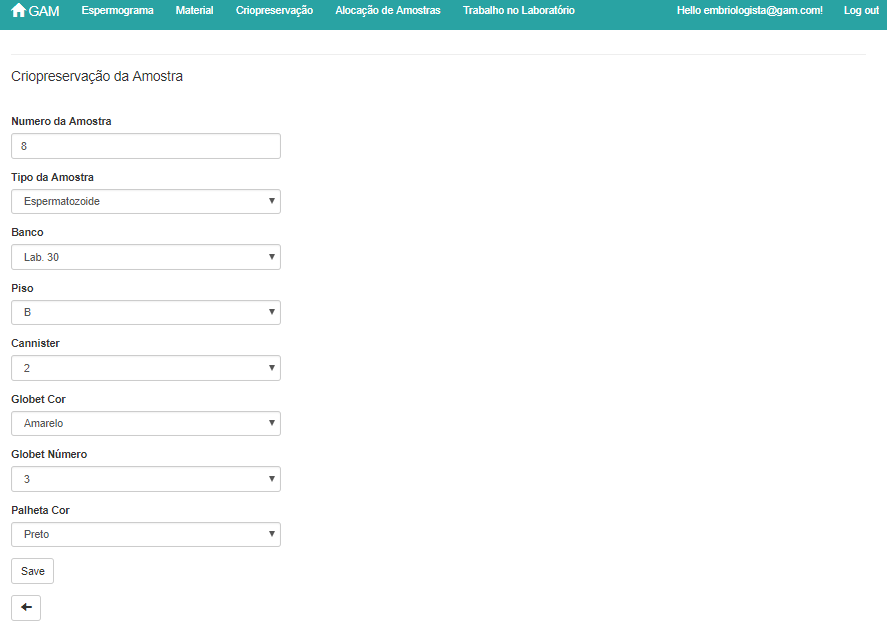 GAM Espermograma Material Criopreservação Alocação de Amostras Trabalho no Laboratório Hello embriologista@gam.com! Log out
Criopreservação da Amostra
Numero da Amostra
8
Tipo da Amostra
Espermatozoide
Banco
Lab. 30
Piso
B
Cannister
2
Globet Cor
Amarelo
Globet Número
3
Palheta Cor
Preto
Save